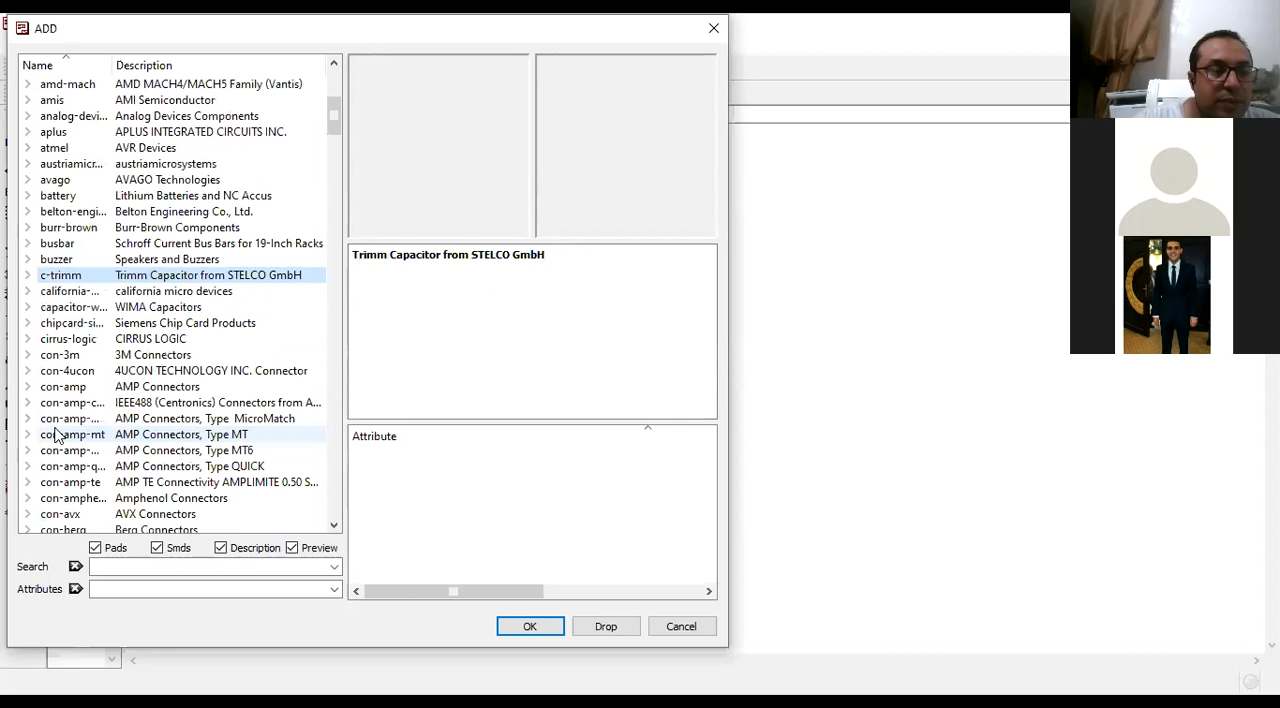 ADD
Name Description
amd-mach AMD MACH4/MACH5 Family (Vantis)
amis AMI Semiconductor
analog-devi... Analog Devices Components
aplus APLUS INTEGRATED CIRCUITS INC.
atmel AVR Devices
austriamicr... austriamicrosystems
avago AVAGO Technologies
battery Lithium Batteries and NC Accus
belton-engi... Belton Engineering Co., Ltd.
burr-brown Burr-Brown Components
busbar Schroff Current Bus Bars for 19-Inch Racks
buzzer Speakers and Buzzers
c-trimm Trimm Capacitor from STELCO GmbH
california-... california micro devices
capacitor-w... WIMA Capacitors
chipcard-si... Siemens Chip Card Products
cirrus-logic CIRRUS LOGIC
con-3m 3M Connectors
con-4ucon 4UCON TECHNOLOGY INC. Connector
con-amp AMP Connectors
con-amp-c... IEEE488 (Centronics) Connectors from A...
con-amp-... AMP Connectors, Type MicroMatch
con-amp-mt AMP Connectors, Type MT
con-amp-... AMP Connectors, Type MT6
con-amp-q... AMP Connectors, Type QUICK
con-amp-te AMP TE Connectivity AMPLIMITE 0.50 S...
con-amphe... Amphenol Connectors
con-avx AVX Connectors
con-berg Berg Connectors
Trimm Capacitor from STELCO GmbH
Attribute
Pads Smds Description Preview
Search
Attributes
OK Drop Cancel